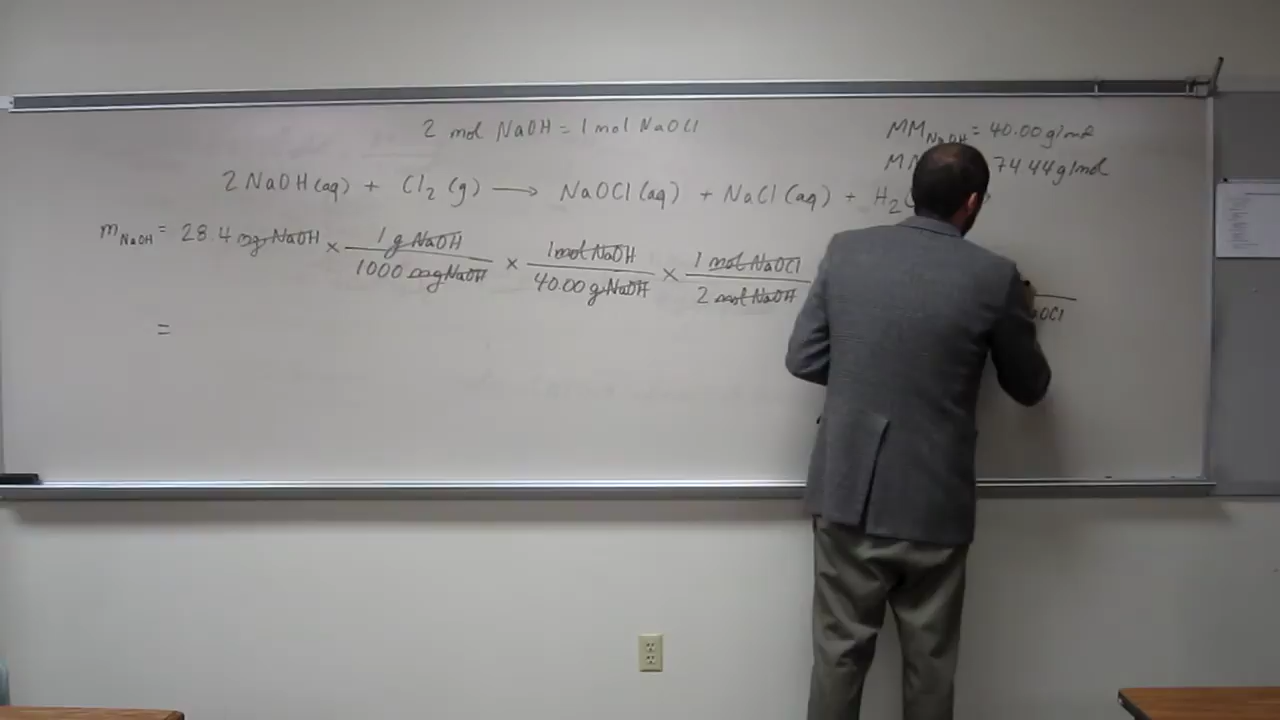 2 mol NaOH = 1 mol NaOCl
MM NaOH = 40.00 g/mol
74.44 g/mol
2 NaOH (aq) + Cl2 (g) ⟶ NaOCl (aq) + NaCl (aq) + H2
m NaOH = 28.4 mg NaOH × 1 g NaOH / 1000 mg NaOH × 1 mol NaOH / 40.00 g NaOH × 1 mol NaOCl / 2 mol NaOH
=